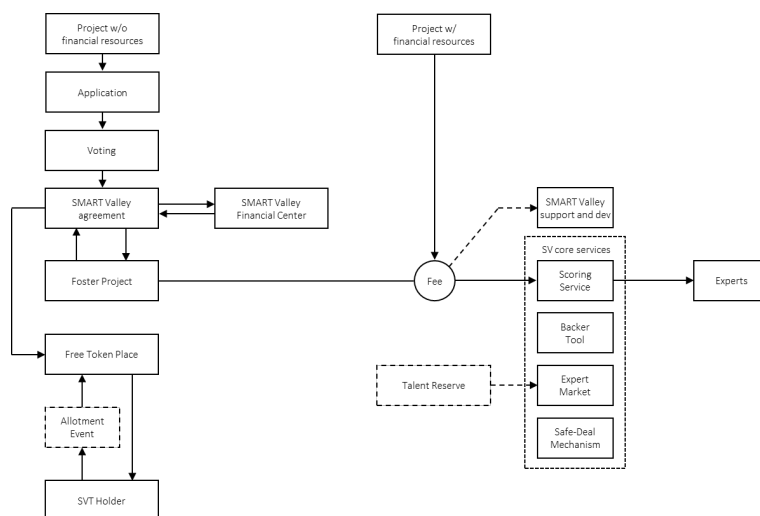 Project w/o
financial resources
Project w/
financial resources
Application
Voting
SMART Valley
agreement
SMART Valley
Financial Center
SMART Valley
support and dev
SV core services
Foster Project
Fee
Scoring
Service
Experts
Backer
Tool
Free Token Place
Talent Reserve
Expert
Market
Allotment
Event
Safe-Deal
Mechanism
SVT Holder